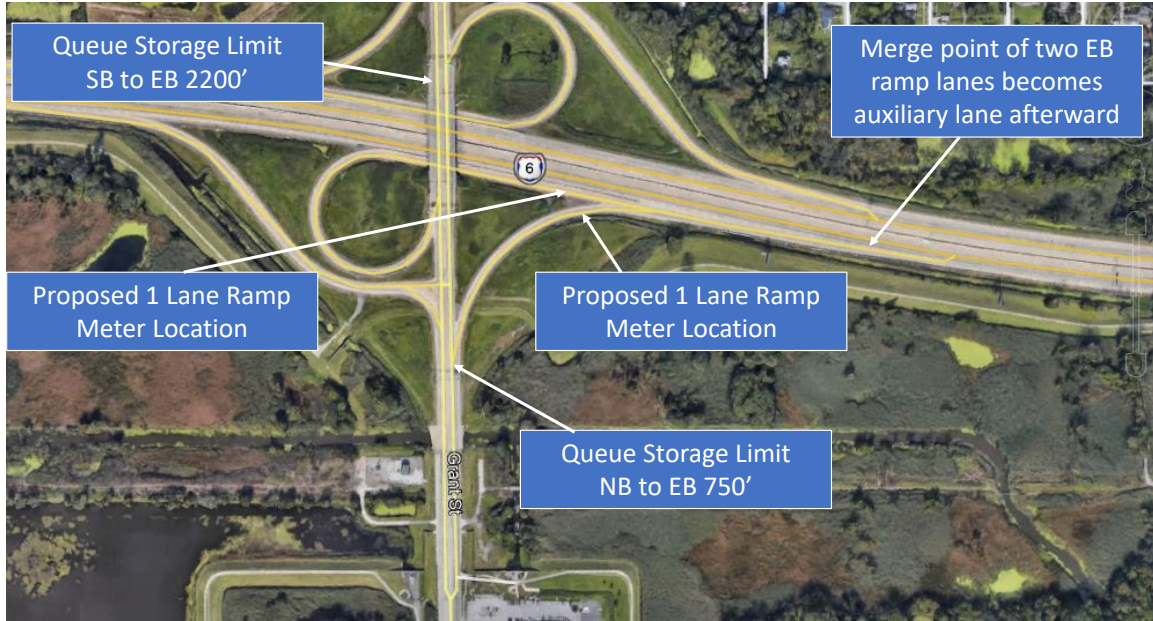 Queue Storage Limit
SB to EB 2200’
Merge point of two EB
ramp lanes becomes
auxiliary lane afterward
6
Proposed 1 Lane Ramp
Meter Location
Proposed 1 Lane Ramp
Meter Location
Queue Storage Limit
NB to EB 750’
Grant St